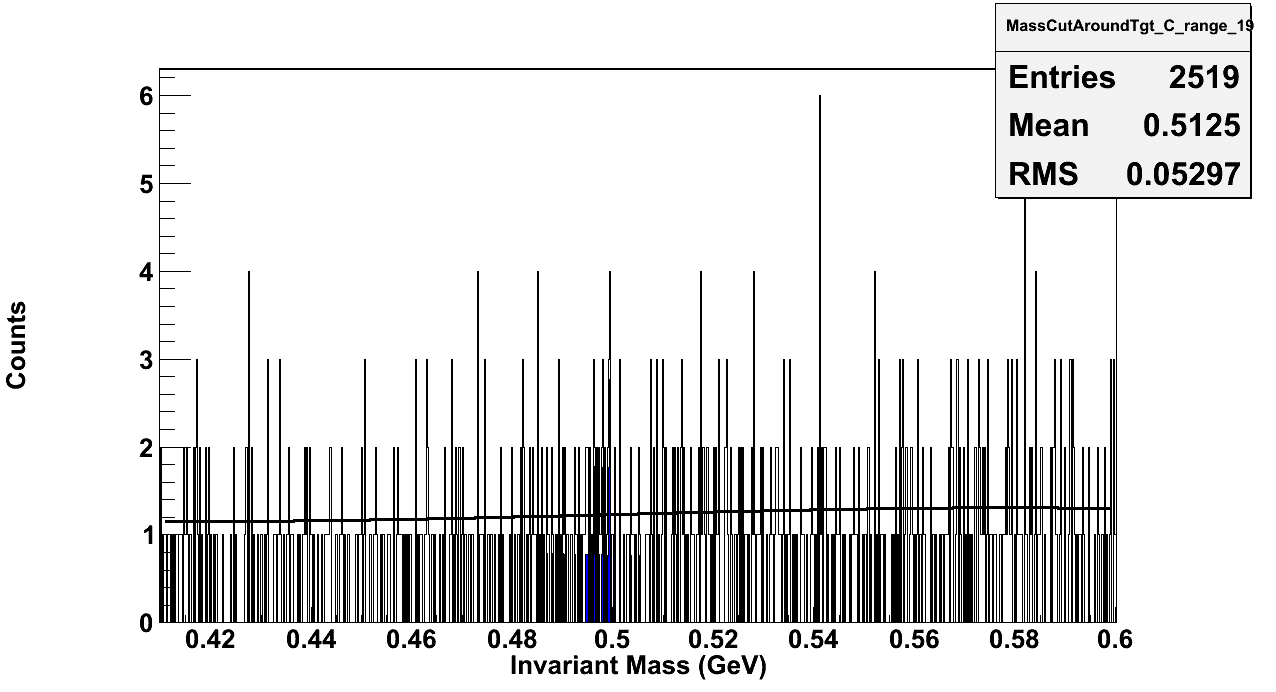 MassCutAroundTgt_C_range_19
Entries 2519
Mean 0.5125
RMS 0.05297
Counts
6
5
4
3
2
1
0
0.42 0.44 0.46 0.48 0.5 0.52 0.54 0.56 0.58 0.6
Invariant Mass (GeV)